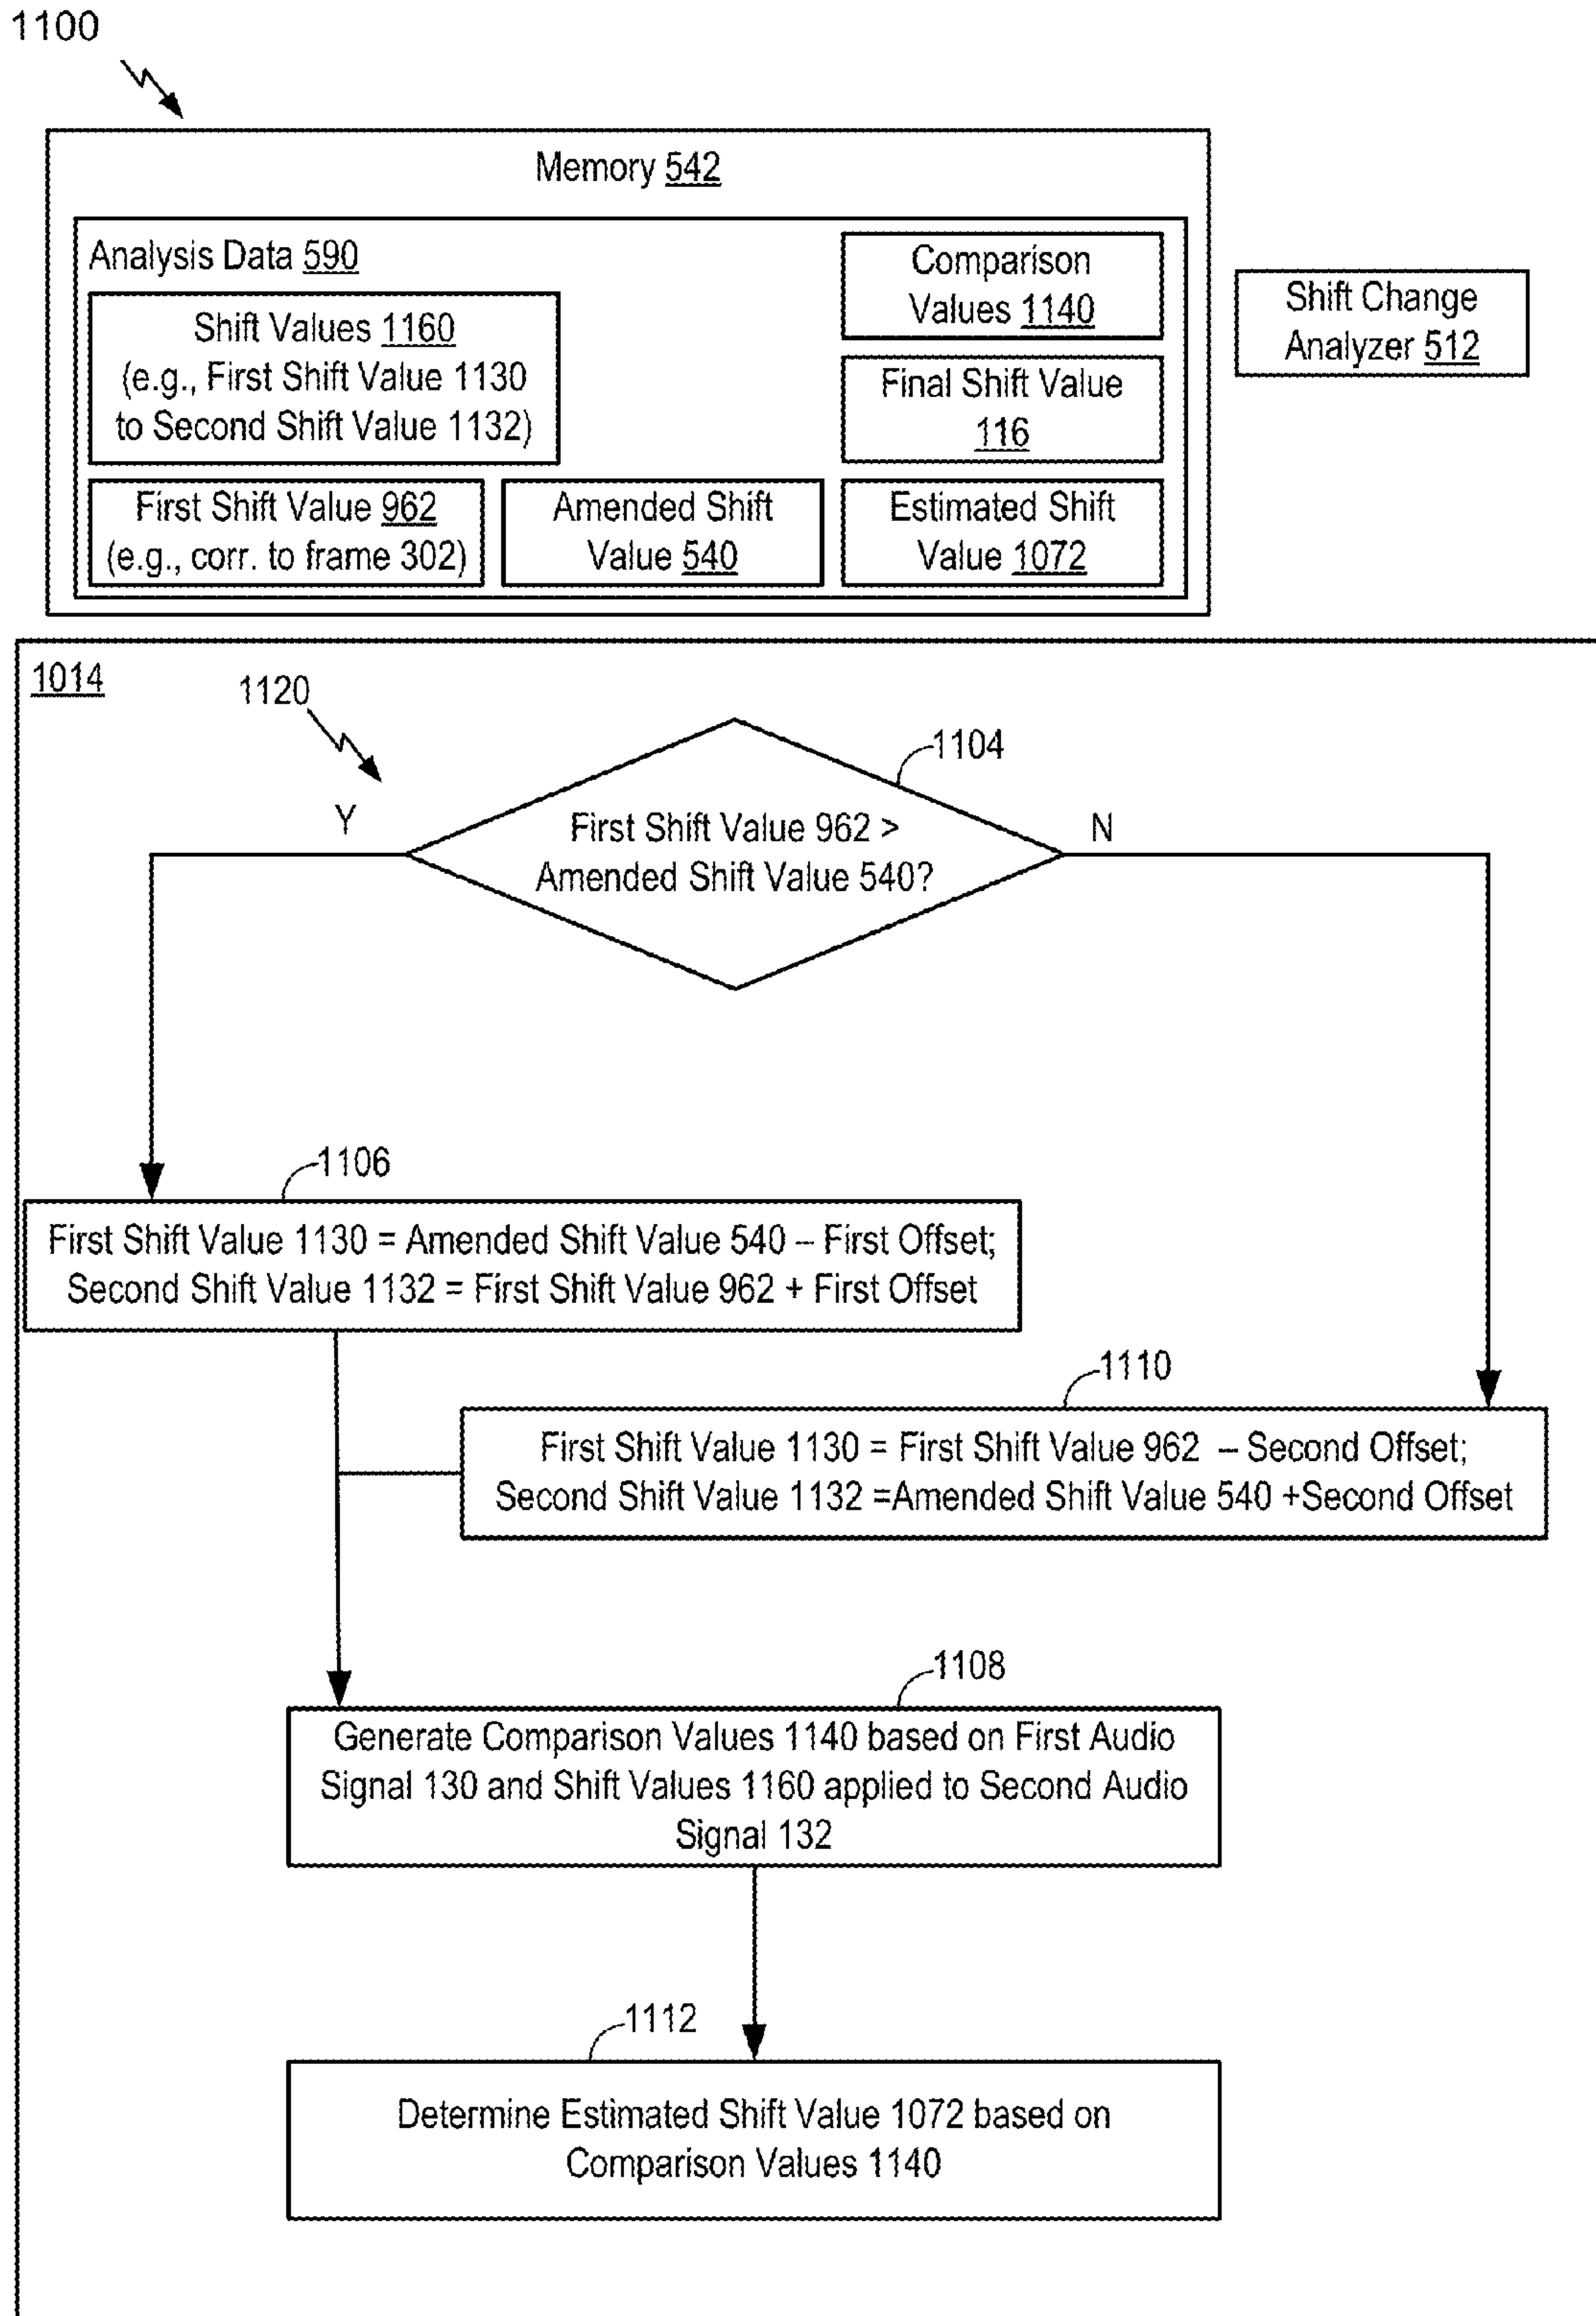 1100
Memory 542
Analysis Data 590
Shift Values 1160
(e.g., First Shift Value 1130
to Second Shift Value 1132)
Comparison
Values 1140
Final Shift Value
116
First Shift Value 962
(e.g., corr. to frame 302)
Amended Shift
Value 540
Estimated Shift
Value 1072
Shift Change
Analyzer 512
1014
1120
1104
Y
First Shift Value 962 >
Amended Shift Value 540?
N
1106
First Shift Value 1130 = Amended Shift Value 540 – First Offset;
Second Shift Value 1132 = First Shift Value 962 + First Offset
1110
First Shift Value 1130 = First Shift Value 962 – Second Offset;
Second Shift Value 1132 =Amended Shift Value 540 +Second Offset
1108
Generate Comparison Values 1140 based on First Audio
Signal 130 and Shift Values 1160 applied to Second Audio
Signal 132
1112
Determine Estimated Shift Value 1072 based on
Comparison Values 1140